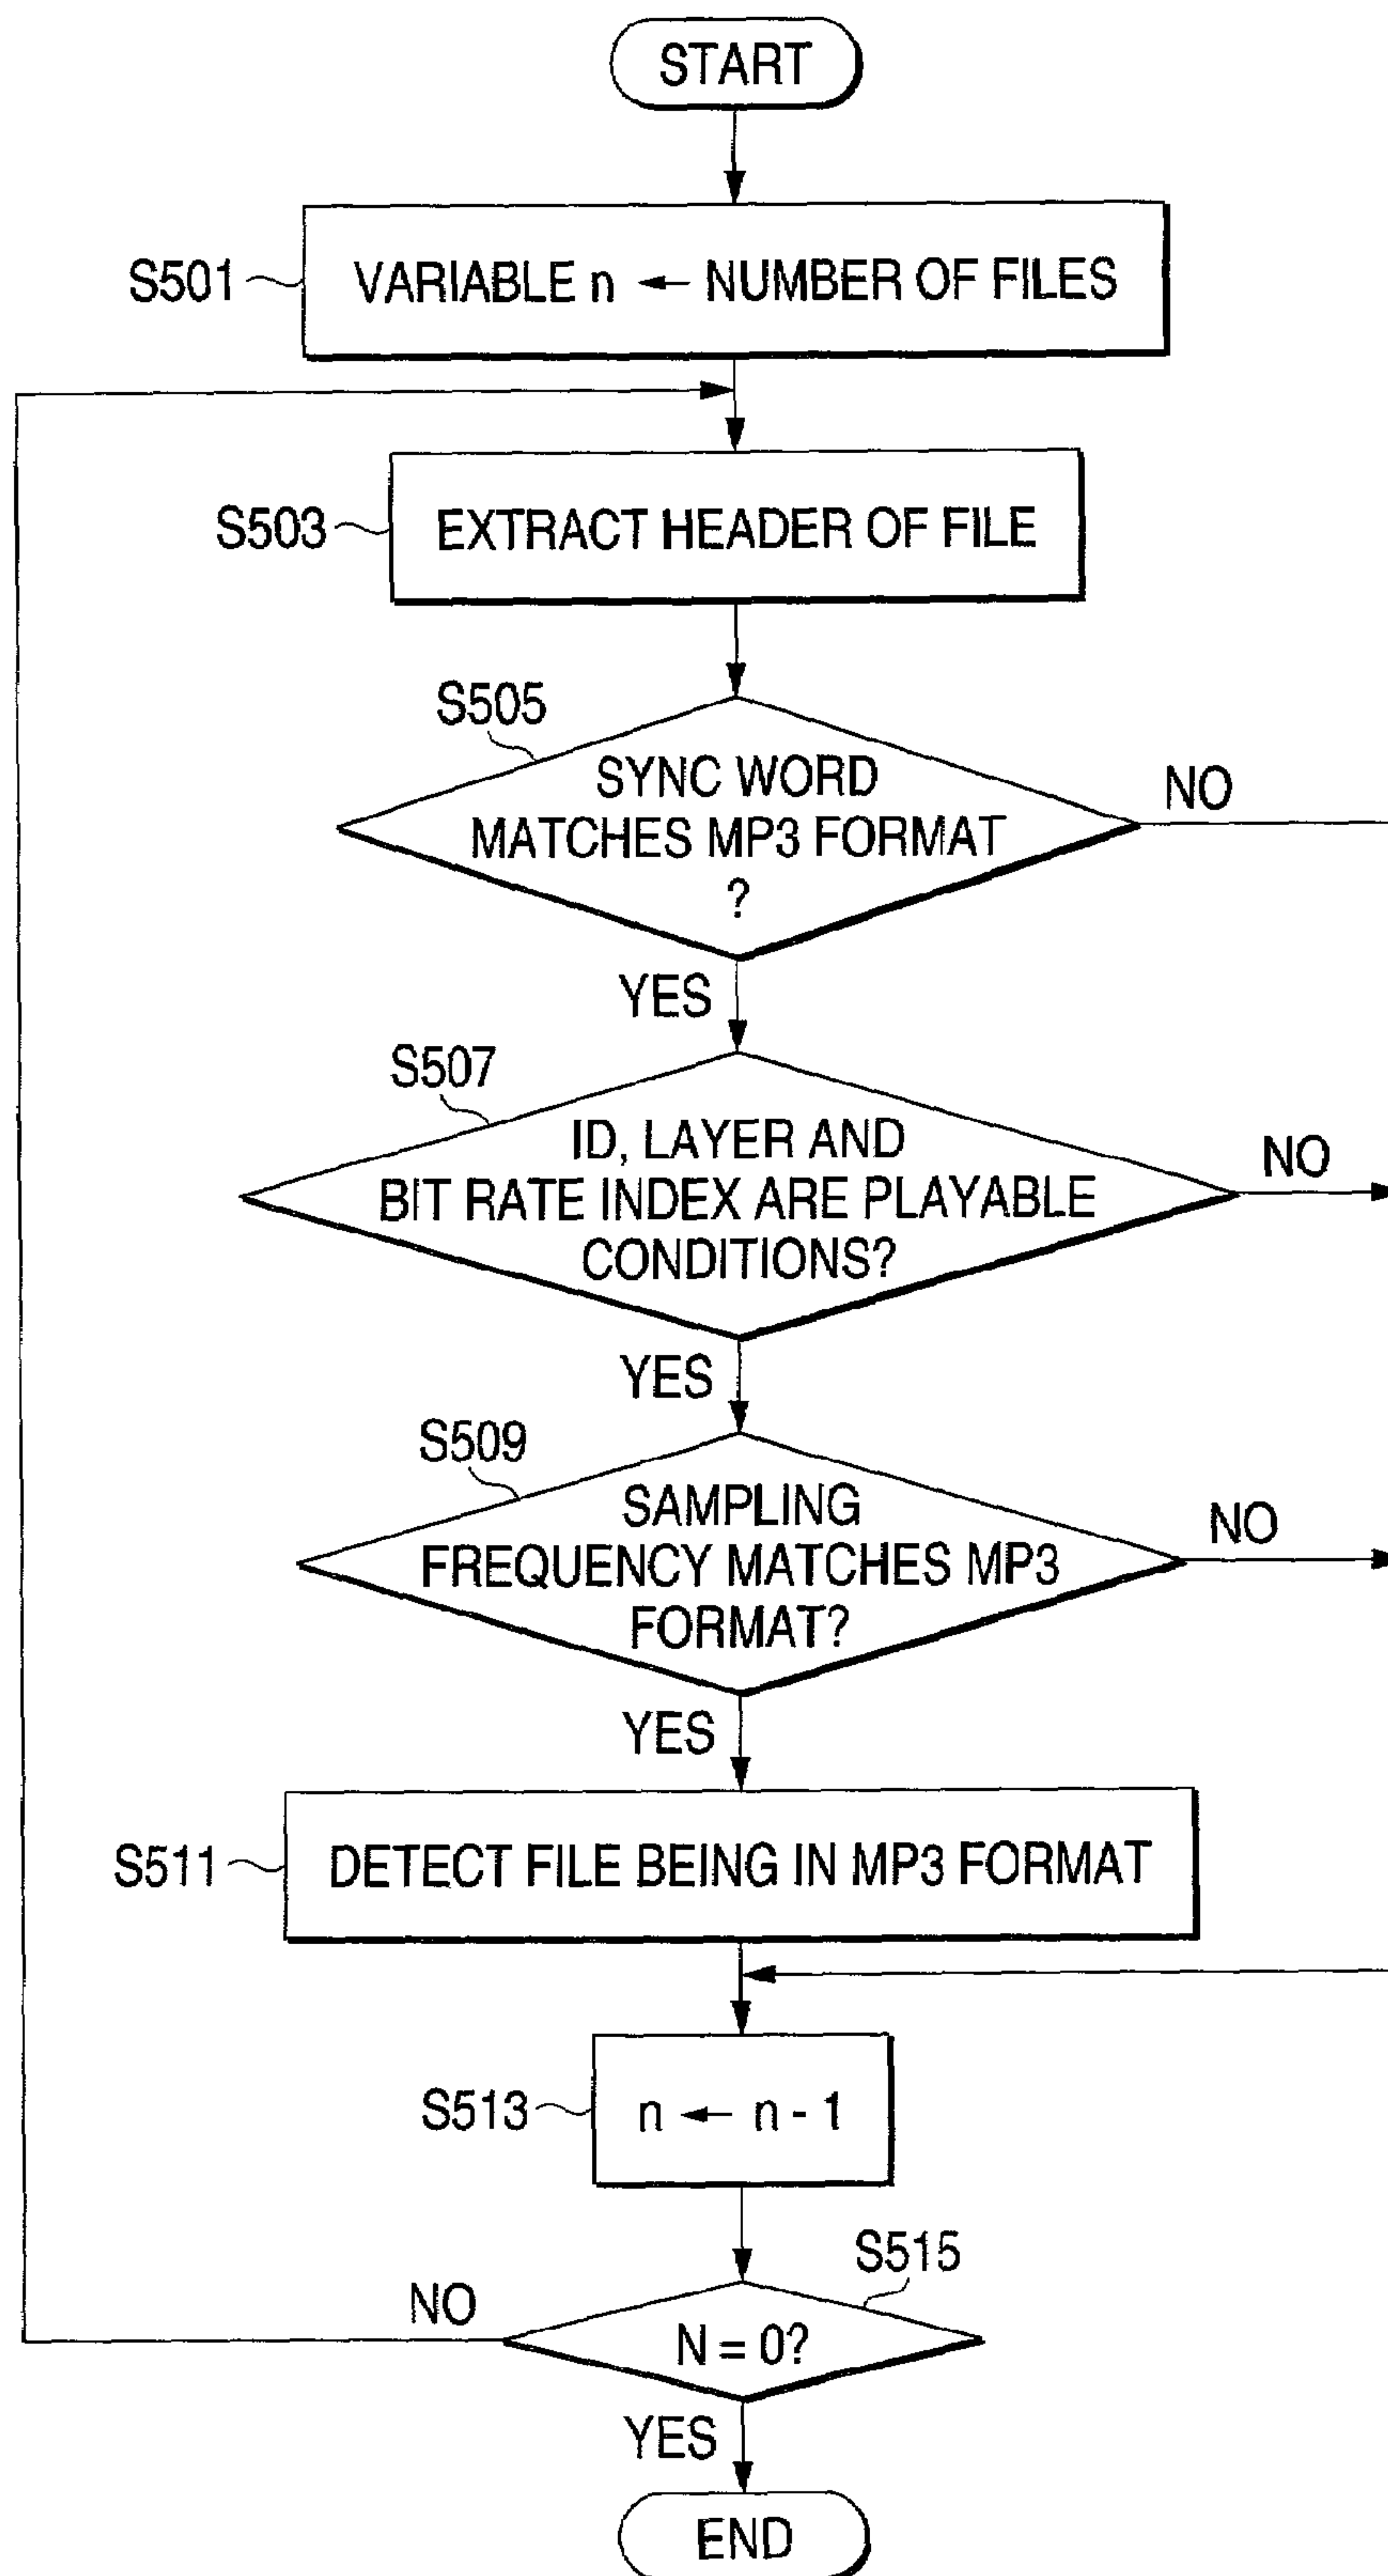 START
S501
VARIABLE n ← NUMBER OF FILES
S503
EXTRACT HEADER OF FILE
S505
SYNC WORD
MATCHES MP3 FORMAT
?
NO
YES
S507
ID, LAYER AND
BIT RATE INDEX ARE PLAYABLE
CONDITIONS?
NO
YES
S509
SAMPLING
FREQUENCY MATCHES MP3
FORMAT?
NO
YES
S511
DETECT FILE BEING IN MP3 FORMAT
S513
n ← n - 1
S515
N = 0?
NO
YES
END